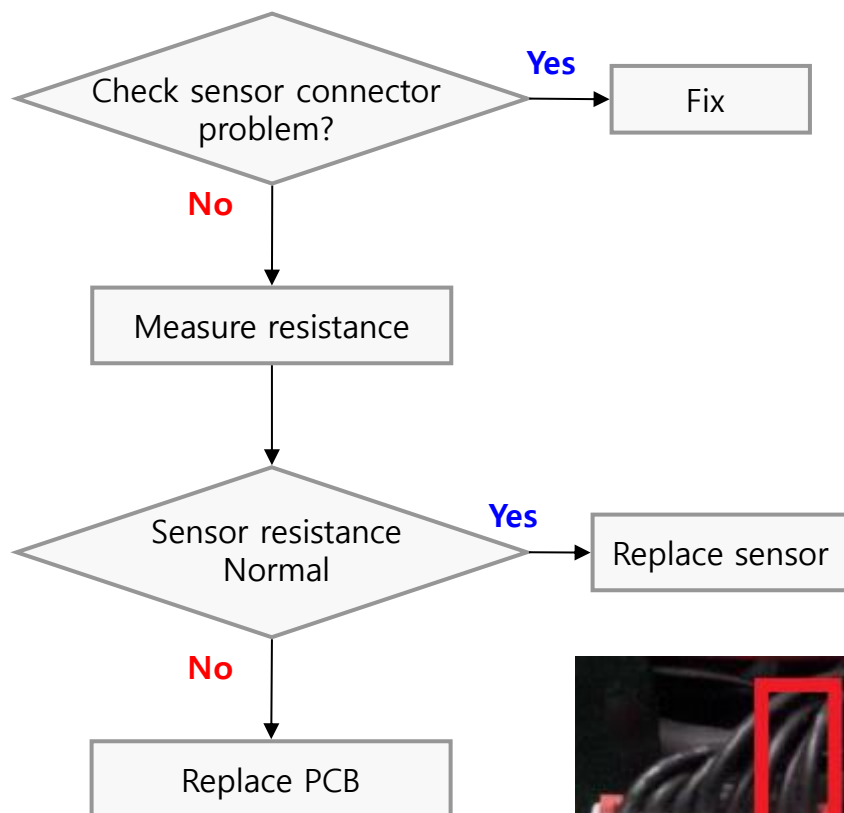 Check sensor connector
problem?
Yes
Fix
No
Measure resistance
Sensor resistance
Normal
Yes
Replace sensor
No
Replace PCB